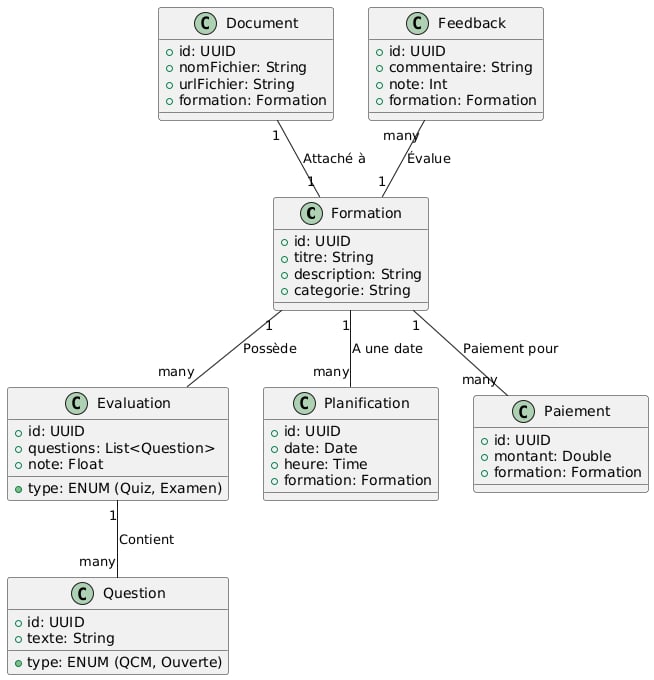 C Document
id: UUID
nomFichier: String
urlFichier: String
formation: Formation
C Feedback
id: UUID
commentaire: String
note: Int
formation: Formation
1
Attaché à
1
many
Évalue
1
C Formation
id: UUID
titre: String
description: String
categorie: String
1
Possède
many
1
A une date
many
1
Paiement pour
many
C Evaluation
id: UUID
questions: List<Question>
note: Float
type: ENUM (Quiz, Examen)
C Planification
id: UUID
date: Date
heure: Time
formation: Formation
C Paiement
id: UUID
montant: Double
formation: Formation
1
Contient
many
C Question
id: UUID
texte: String
type: ENUM (QCM, Ouverte)